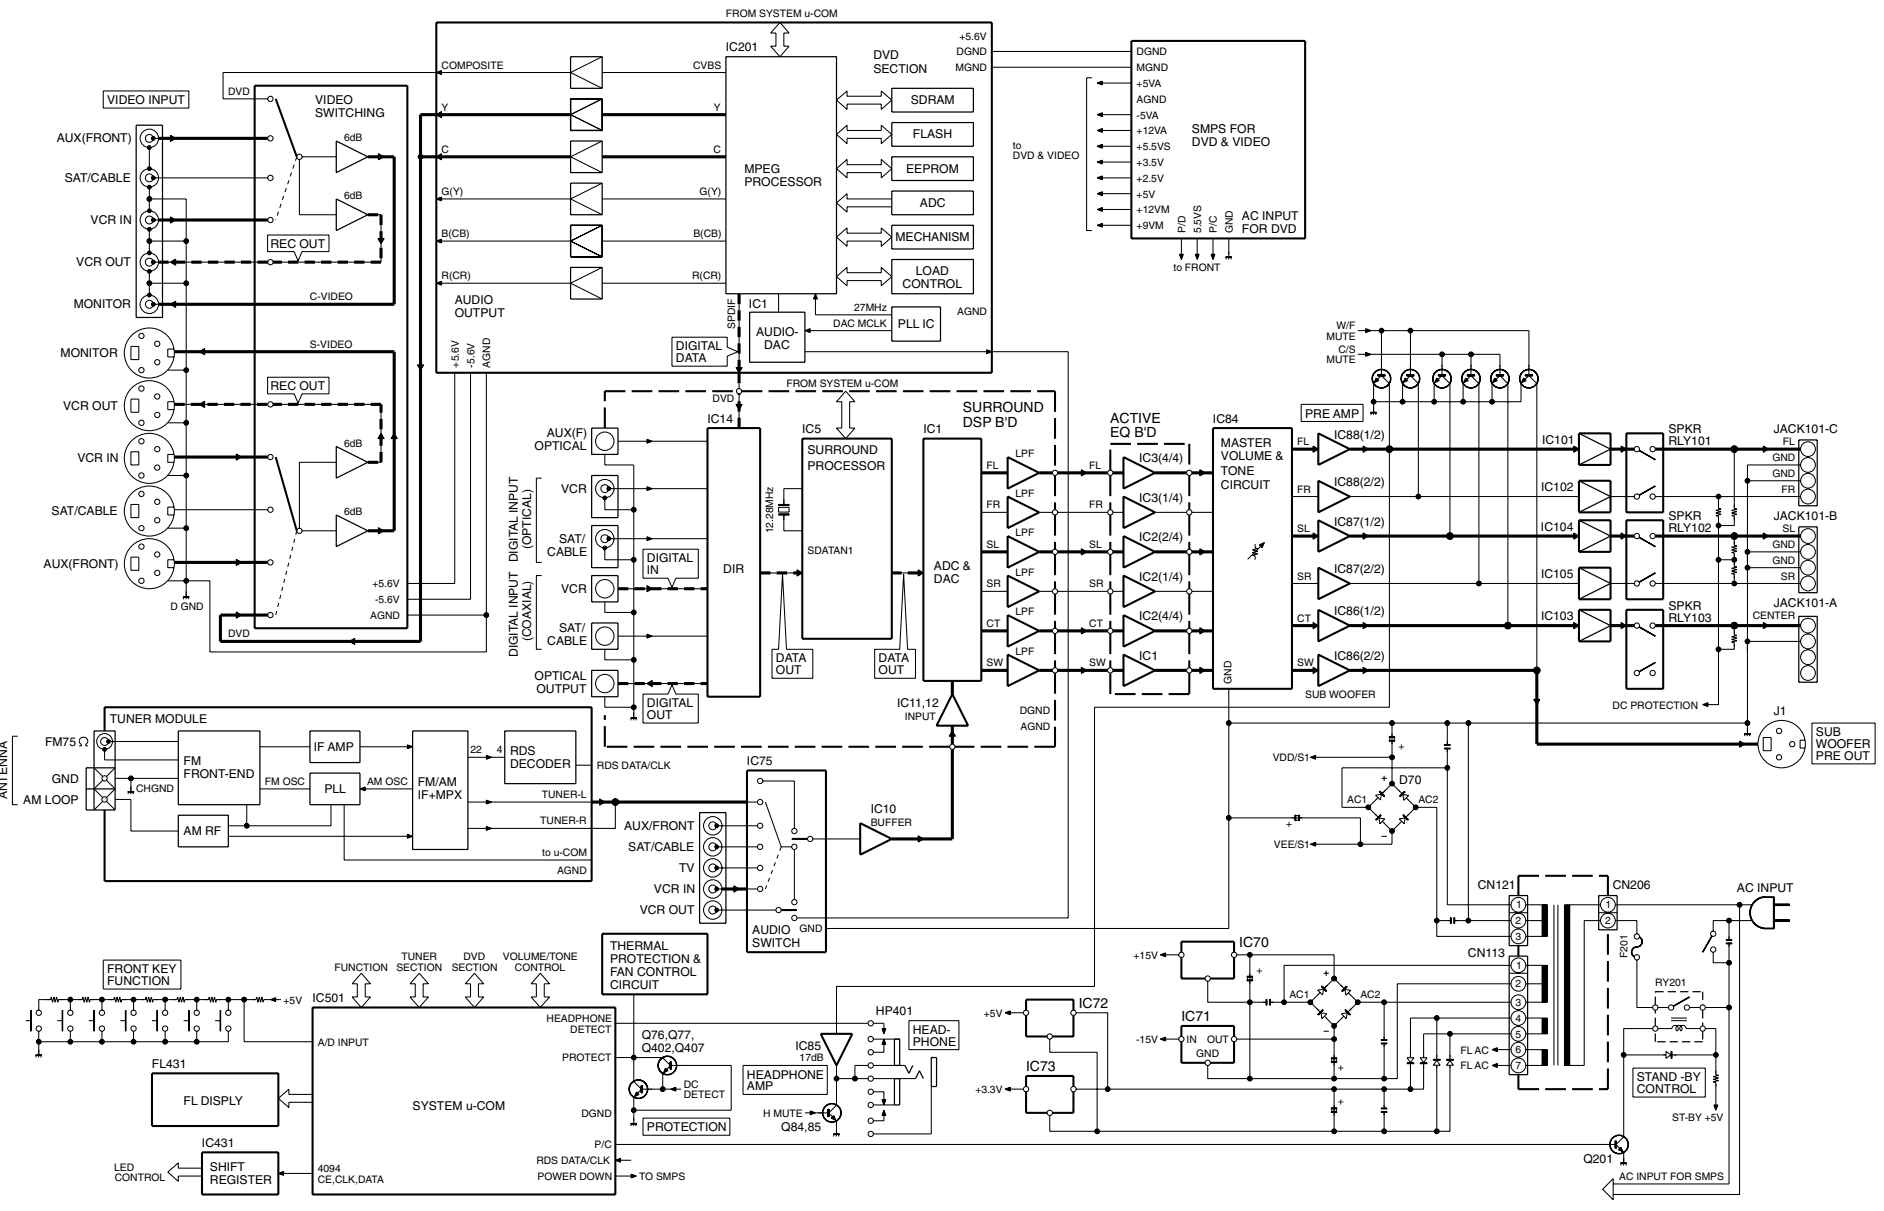 FROM SYSTEM u-COM
IC201
DVD
SECTION
+5.6V
DGND
MGND
COMPOSITE
CVBS
Y
Y
C
C
G(Y)
G(Y)
B(CB)
B(CB)
R(CR)
R(CR)
MPEG
PROCESSOR
SDRAM
FLASH
EEPROM
ADC
MECHANISM
LOAD
CONTROL
AUDIO
OUTPUT
+5.6V
-5.6V
AGND
SPDIF
IC1
AUDIO-
DAC
27MHz
DAC MCLK
PLL IC
AGND
DIGITAL
DATA
DGND
MGND
+5VA
AGND
-5VA
+12VA
+5.5VS
+3.5V
+2.5V
+5V
+12VM
+9VM
to
DVD & VIDEO
SMPS FOR
DVD & VIDEO
P/D
5.5VS
P/C
GND
AC INPUT
FOR DVD
to FRONT
VIDEO INPUT
AUX(FRONT)
SAT/CABLE
VCR IN
VCR OUT
MONITOR
DVD
VIDEO
SWITCHING
6dB
6dB
REC OUT
C-VIDEO
S-VIDEO
MONITOR
VCR OUT
VCR IN
SAT/CABLE
AUX(FRONT)
REC OUT
6dB
6dB
+5.6V
-5.6V
AGND
D GND
DVD
FROM SYSTEM u-COM
DVD
IC14
DIR
AUX(F)
OPTICAL
DIGITAL INPUT
(OPTICAL)
VCR
SAT/
CABLE
DIGITAL INPUT
(COAXIAL)
VCR
SAT/
CABLE
OPTICAL
OUTPUT
DIGITAL
IN
DIGITAL
OUT
IC5
SURROUND
PROCESSOR
12.28MHz
SDATAN1
DATA
OUT
DATA
OUT
SURROUND
DSP B'D
IC1
ADC &
DAC
FL
LPF
FR
LPF
SL
LPF
SR
LPF
CT
LPF
SW
LPF
IC11,12
INPUT
DGND
AGND
ACTIVE
EQ B'D
FL
IC3(4/4)
FR
IC3(1/4)
SL
IC2(2/4)
SR
IC2(1/4)
CT
IC2(4/4)
SW
IC1
IC84
MASTER
VOLUME &
TONE
CIRCUIT
GND
FL
FR
SL
SR
CT
SW
PRE AMP
IC88(1/2)
IC88(2/2)
IC87(1/2)
IC87(2/2)
IC86(1/2)
IC86(2/2)
SUB WOOFER
W/F
MUTE
C/S
MUTE
IC101
IC102
IC104
IC105
IC103
SPKR
RLY101
SPKR
RLY102
SPKR
RLY103
JACK101-C
FL
GND
GND
FR
JACK101-B
SL
GND
GND
SR
JACK101-A
CENTER
DC PROTECTION
J1
SUB
WOOFER
PRE OUT
TUNER MODULE
ANTENNA
FM75Ω
GND
AM LOOP
CHGND
FM
FRONT-END
AM RF
IF AMP
FM OSC
PLL
AM OSC
FM/AM
IF+MPX
22
4
RDS
DECODER
RDS DATA/CLK
TUNER-L
TUNER-R
to u-COM
AGND
IC75
AUX/FRONT
SAT/CABLE
TV
VCR IN
VCR OUT
AUDIO
SWITCH
GND
IC10
BUFFER
VDD/S1
+
D70
AC1
AC2
+
-
+
VEE/S1
CN121
1
2
3
CN113
1
2
3
4
5
6
7
FL AC
FL AC
CN206
1
2
F201
AC INPUT
RY201
STAND -BY
CONTROL
ST-BY +5V
Q201
AC INPUT FOR SMPS
IC70
+15V
+
AC1
AC2
+
-
+
IC71
-15V
IN
OUT
GND
+
IC72
+5V
IC73
+3.3V
+
FRONT KEY
FUNCTION
+5V
FUNCTION
TUNER
SECTION
DVD
SECTION
VOLUME/TONE
CONTROL
THERMAL
PROTECTION &
FAN CONTROL
CIRCUIT
IC501
A/D INPUT
HEADPHONE
DETECT
PROTECT
SYSTEM u-COM
DGND
P/C
RDS DATA/CLK
POWER DOWN
TO SMPS
4094
CE,CLK,DATA
FL431
FL DISPLY
IC431
SHIFT
REGISTER
LED
CONTROL
Q76,Q77,
Q402,Q407
DC
DETECT
PROTECTION
IC85
17dB
HEADPHONE
AMP
H MUTE
Q84,85
HP401
HEAD-
PHONE